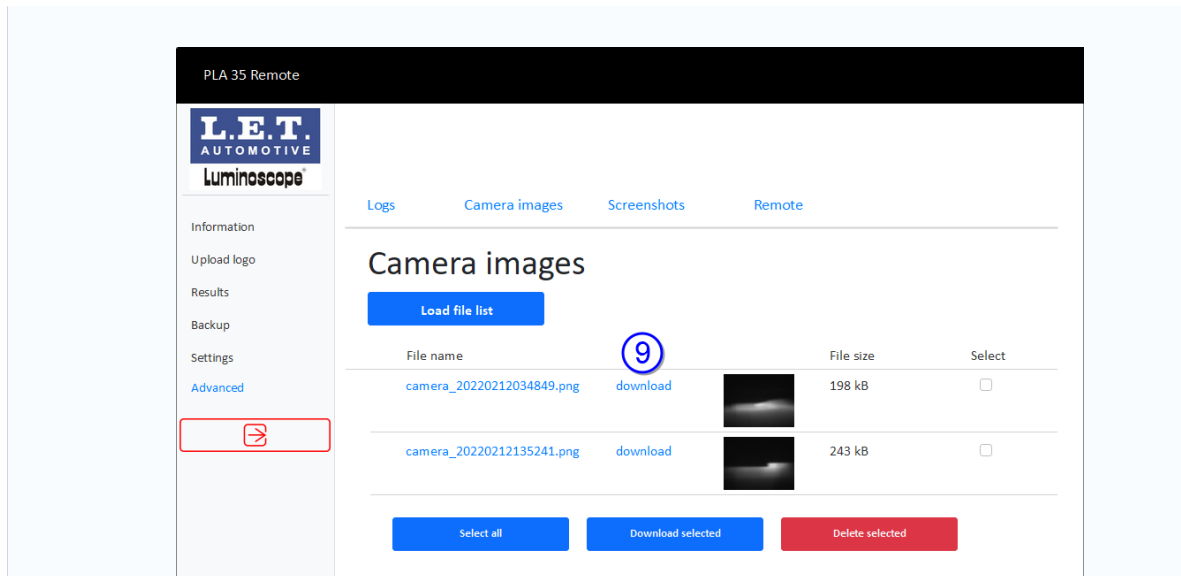 PLA 35 Remote
L.E.T.
AUTOMOTIVE
Luminoscope®
Information
Upload logo
Results
Backup
Settings
Advanced
Logs Camera images Screenshots Remote
Camera images
Load file list
9
File name File size Select
camera_20220212034849.png download 198 kB
camera_20220212135241.png download 243 kB
Select all Download selected Delete selected